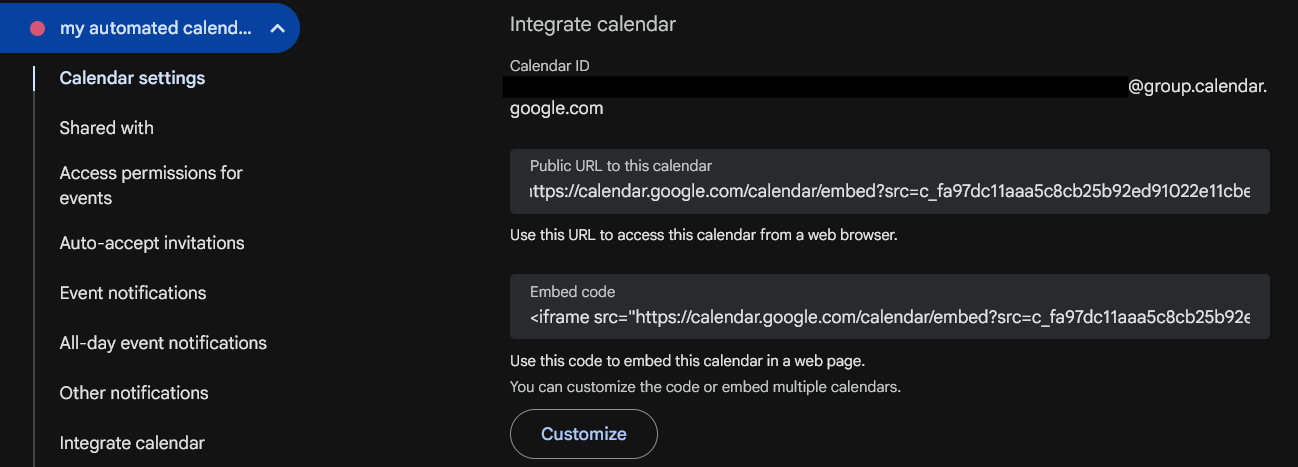 my automated calend...
Calendar settings
Shared with
Access permissions for
events
Auto-accept invitations
Event notifications
All-day event notifications
Other notifications
Integrate calendar
Integrate calendar
Calendar ID
@group.calendar.
google.com
Public URL to this calendar
ttps://calendar.google.com/calendar/embed?src=c_fa97dc11aaa5c8cb25b92ed91022e11cbe
Use this URL to access this calendar from a web browser.
Embed code
<iframe src="https://calendar.google.com/calendar/embed?src=c_fa97dc11aaa5c8cb25b92e
Use this code to embed this calendar in a web page.
You can customize the code or embed multiple calendars.
Customize